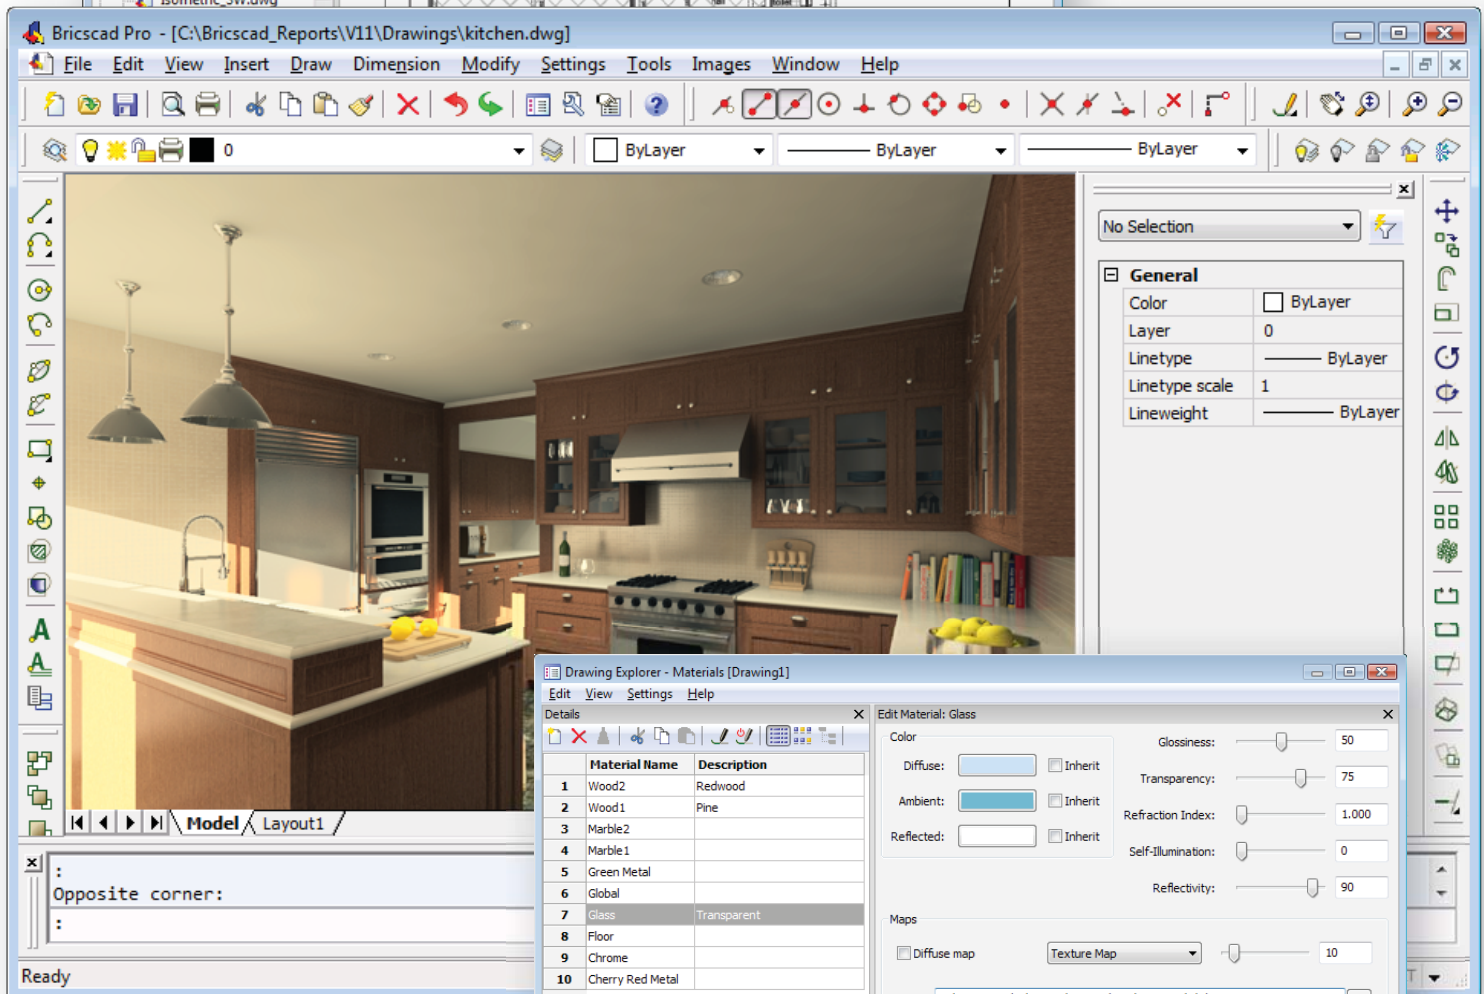 Isometric_SW.dwg
Bricscad Pro - [C:\Bricscad_Reports\V11\Drawings\kitchen.dwg]
File Edit View Insert Draw Dimension Modify Settings Tools Images Window Help
0 ByLayer ByLayer ByLayer
No Selection
General
Color ByLayer
Layer 0
Linetype ByLayer
Linetype scale 1
Lineweight ByLayer
A
A
Model Layout1
:
Opposite corner:
:
Ready
Drawing Explorer - Materials [Drawing1]
Edit View Settings Help
Details
Material Name Description
1 Wood2 Redwood
2 Wood1 Pine
3 Marble2
4 Marble1
5 Green Metal
6 Global
7 Glass Transparent
8 Floor
9 Chrome
10 Cherry Red Metal
Edit Material: Glass
Color
Diffuse: Inherit
Ambient: Inherit
Reflected: Inherit
Glossiness: 50
Transparency: 75
Refraction Index: 1.000
Self-Illumination: 0
Reflectivity: 90
Maps
Diffuse map Texture Map 10
T